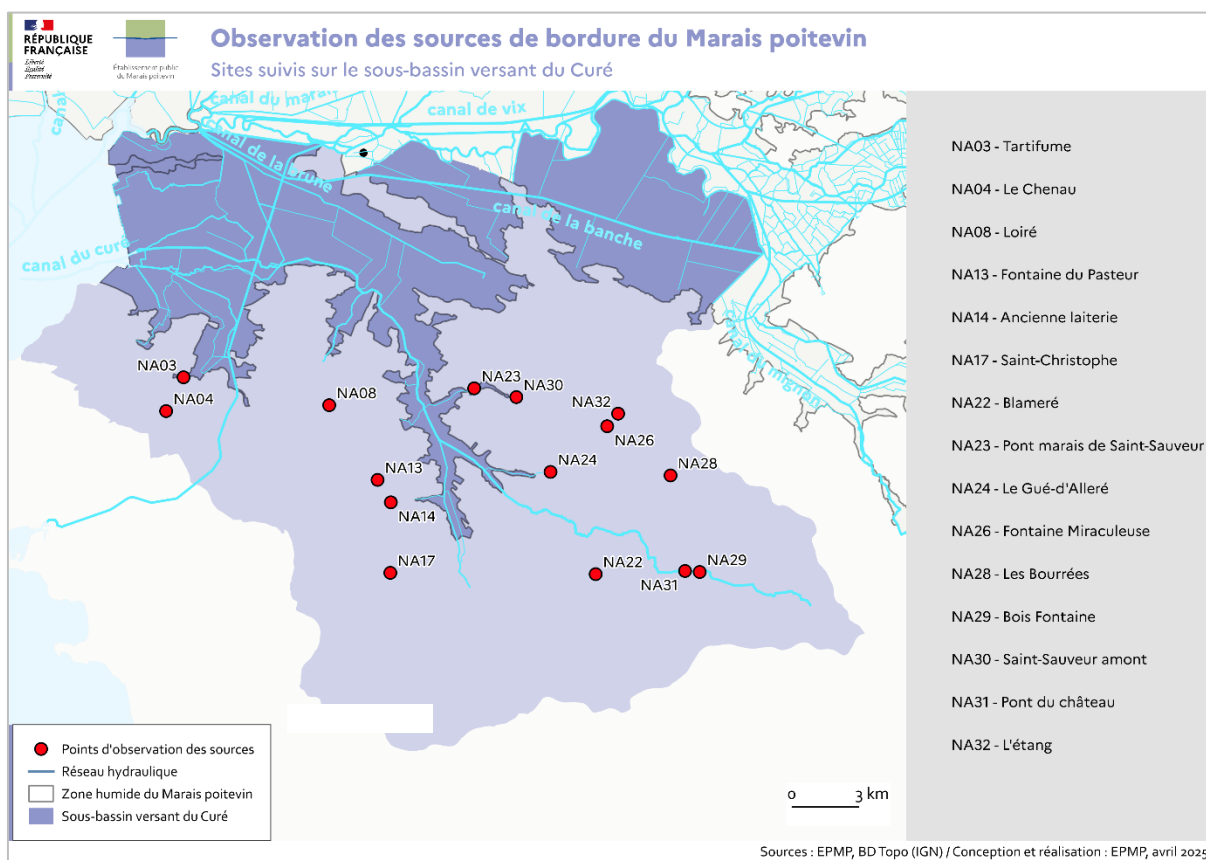 RÉPUBLIQUE
FRANÇAISE
Liberté
Égalité
Fraternité
Établissement public
du Marais poitevin
Observation des sources de bordure du Marais poitevin
Sites suivis sur le sous-bassin versant du Curé
canal
canal du marai
canal de vix
canal de la brune
canal de la banche
canal du curé
canal du mignan
NA03
NA04
NA08
NA23
NA30
NA32
NA26
NA13
NA24
NA28
NA14
NA17
NA22
NA31
NA29
NA03 - Tartifume
NA04 - Le Chenau
NA08 - Loiré
NA13 - Fontaine du Pasteur
NA14 - Ancienne laiterie
NA17 - Saint-Christophe
NA22 - Blameré
NA23 - Pont marais de Saint-Sauveur
NA24 - Le Gué-d'Alleré
NA26 - Fontaine Miraculeuse
NA28 - Les Bourrées
NA29 - Bois Fontaine
NA30 - Saint-Sauveur amont
NA31 - Pont du château
NA32 - L'étang
Points d'observation des sources
Réseau hydraulique
Zone humide du Marais poitevin
Sous-bassin versant du Curé
0 3 km
Sources : EPMP, BD Topo (IGN) / Conception et réalisation : EPMP, avril 2025